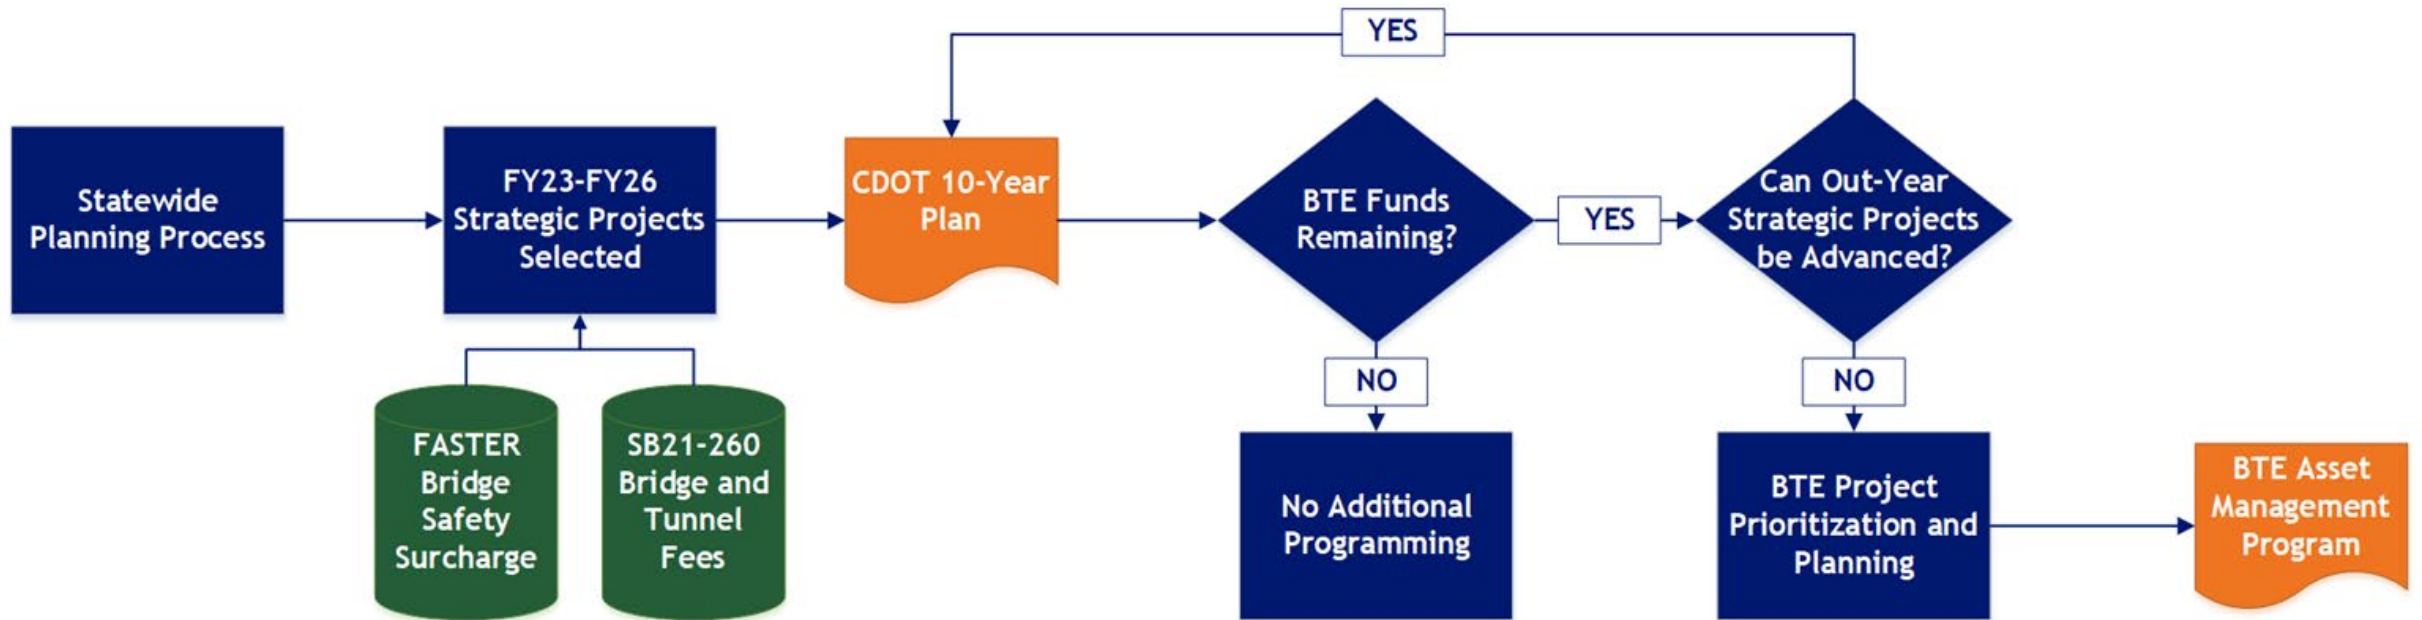 YES
Statewide
Planning Process
FY23-FY26
Strategic Projects
Selected
CDOT 10-Year
Plan
BTE Funds
Remaining?
YES
Can Out-Year
Strategic Projects
be Advanced?
FASTER
Bridge
Safety
Surcharge
SB21-260
Bridge and
Tunnel
Fees
NO
No Additional
Programming
NO
BTE Project
Prioritization and
Planning
BTE Asset
Management
Program